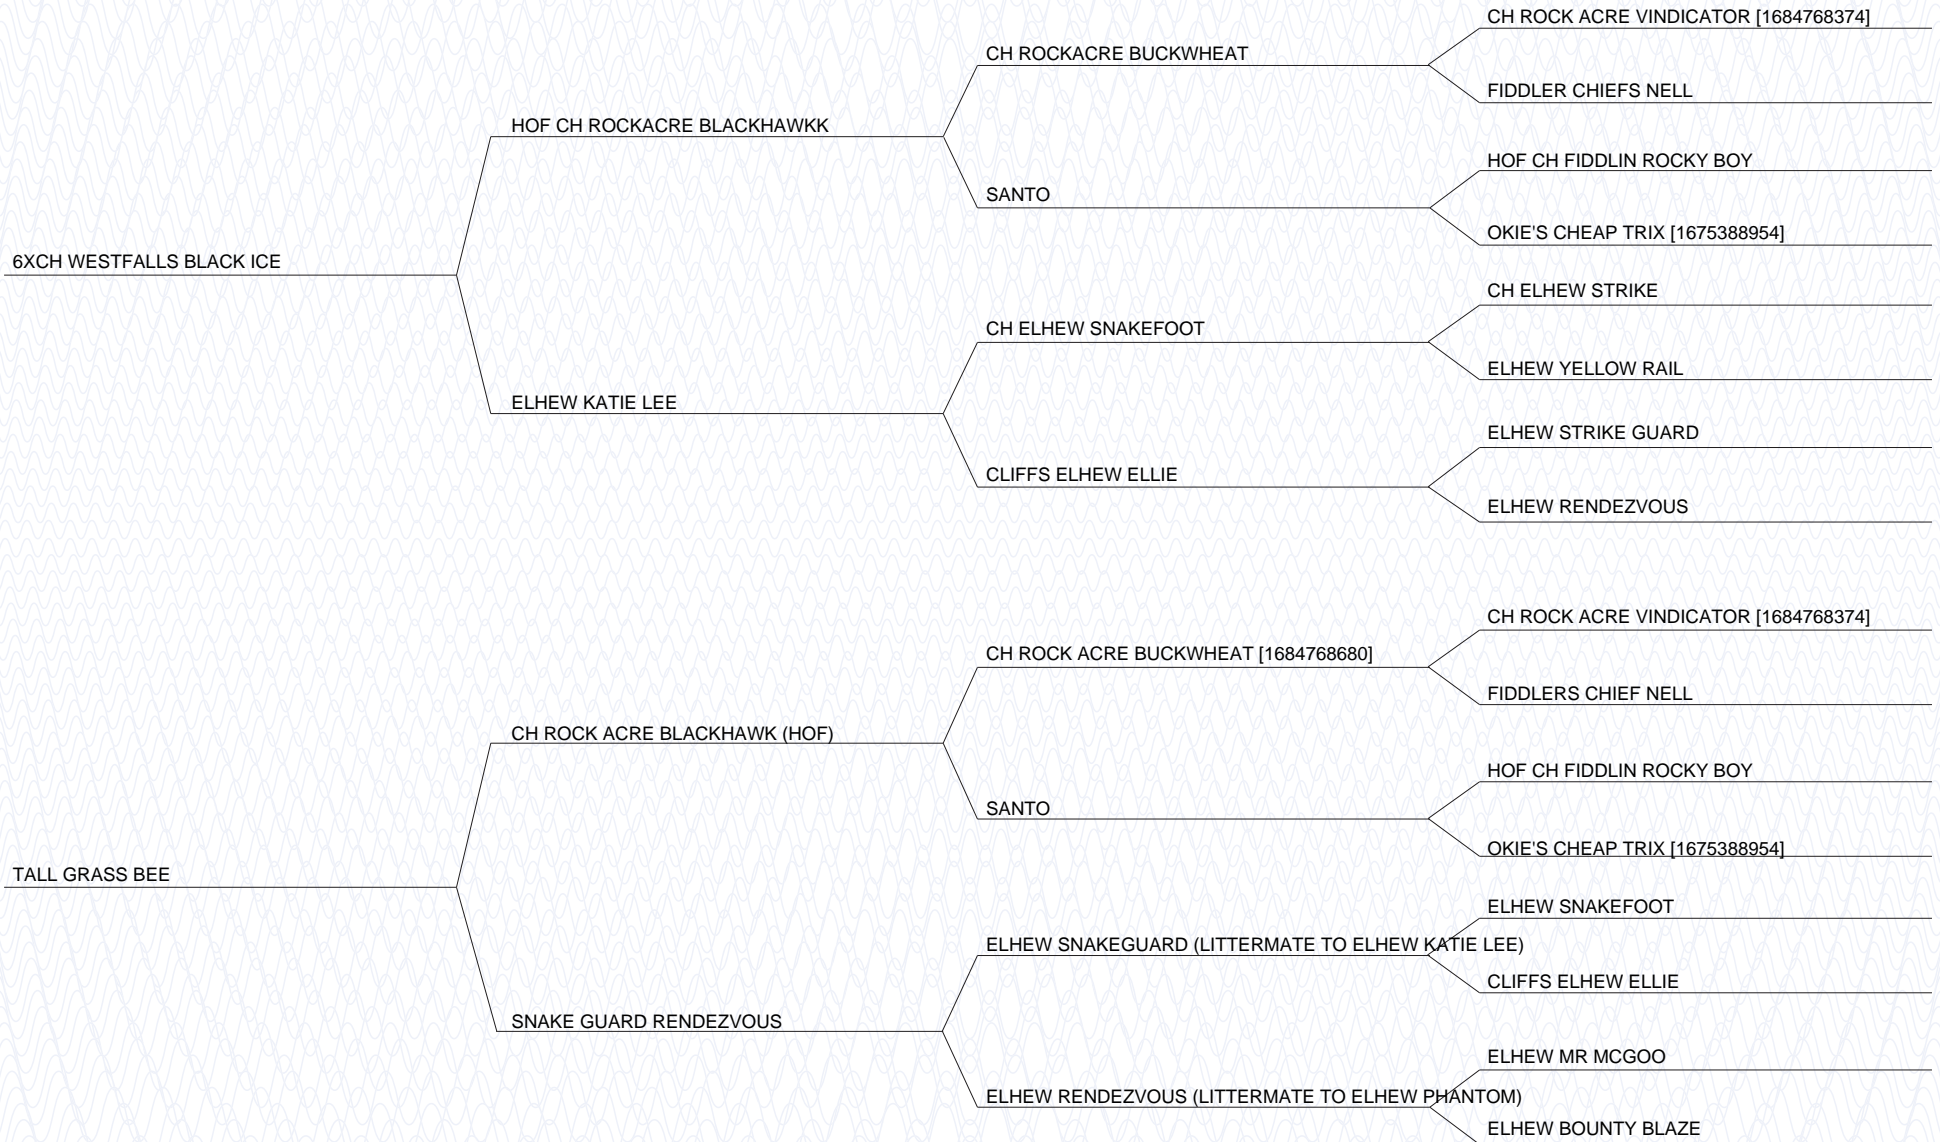 CH ROCK ACRE VINDICATOR [1684768374]
CH ROCKACRE BUCKWHEAT
FIDDLER CHIEFS NELL
HOF CH ROCKACRE BLACKHAWKK
HOF CH FIDDLIN ROCKY BOY
SANTO
OKIE'S CHEAP TRIX [1675388954]
6XCH WESTFALLS BLACK ICE
CH ELHEW STRIKE
CH ELHEW SNAKEFOOT
ELHEW YELLOW RAIL
ELHEW KATIE LEE
ELHEW STRIKE GUARD
CLIFFS ELHEW ELLIE
ELHEW RENDEZVOUS
CH ROCK ACRE VINDICATOR [1684768374]
CH ROCK ACRE BUCKWHEAT [1684768680]
FIDDLERS CHIEF NELL
CH ROCK ACRE BLACKHAWK (HOF)
HOF CH FIDDLIN ROCKY BOY
SANTO
OKIE'S CHEAP TRIX [1675388954]
TALL GRASS BEE
ELHEW SNAKEFOOT
ELHEW SNAKEGUARD (LITTERMATE TO ELHEW KATIE LEE)
CLIFFS ELHEW ELLIE
SNAKE GUARD RENDEZVOUS
ELHEW MR MCGOO
ELHEW RENDEZVOUS (LITTERMATE TO ELHEW PHANTOM)
ELHEW BOUNTY BLAZE